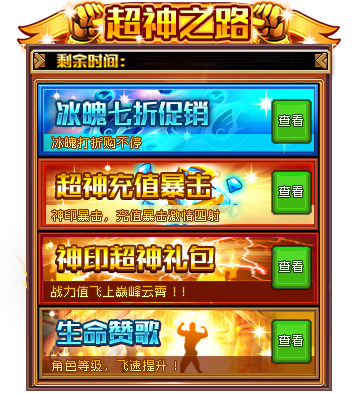 超神之路
剩余时间：
冰魄七折促销
冰魄打折购不停
查看
超神充值暴击
神印暴击，充值暴击激情四射
查看
神印超神礼包
战力值飞上巅峰云霄！！
查看
生命赞歌
角色等级，飞速提升！
查看